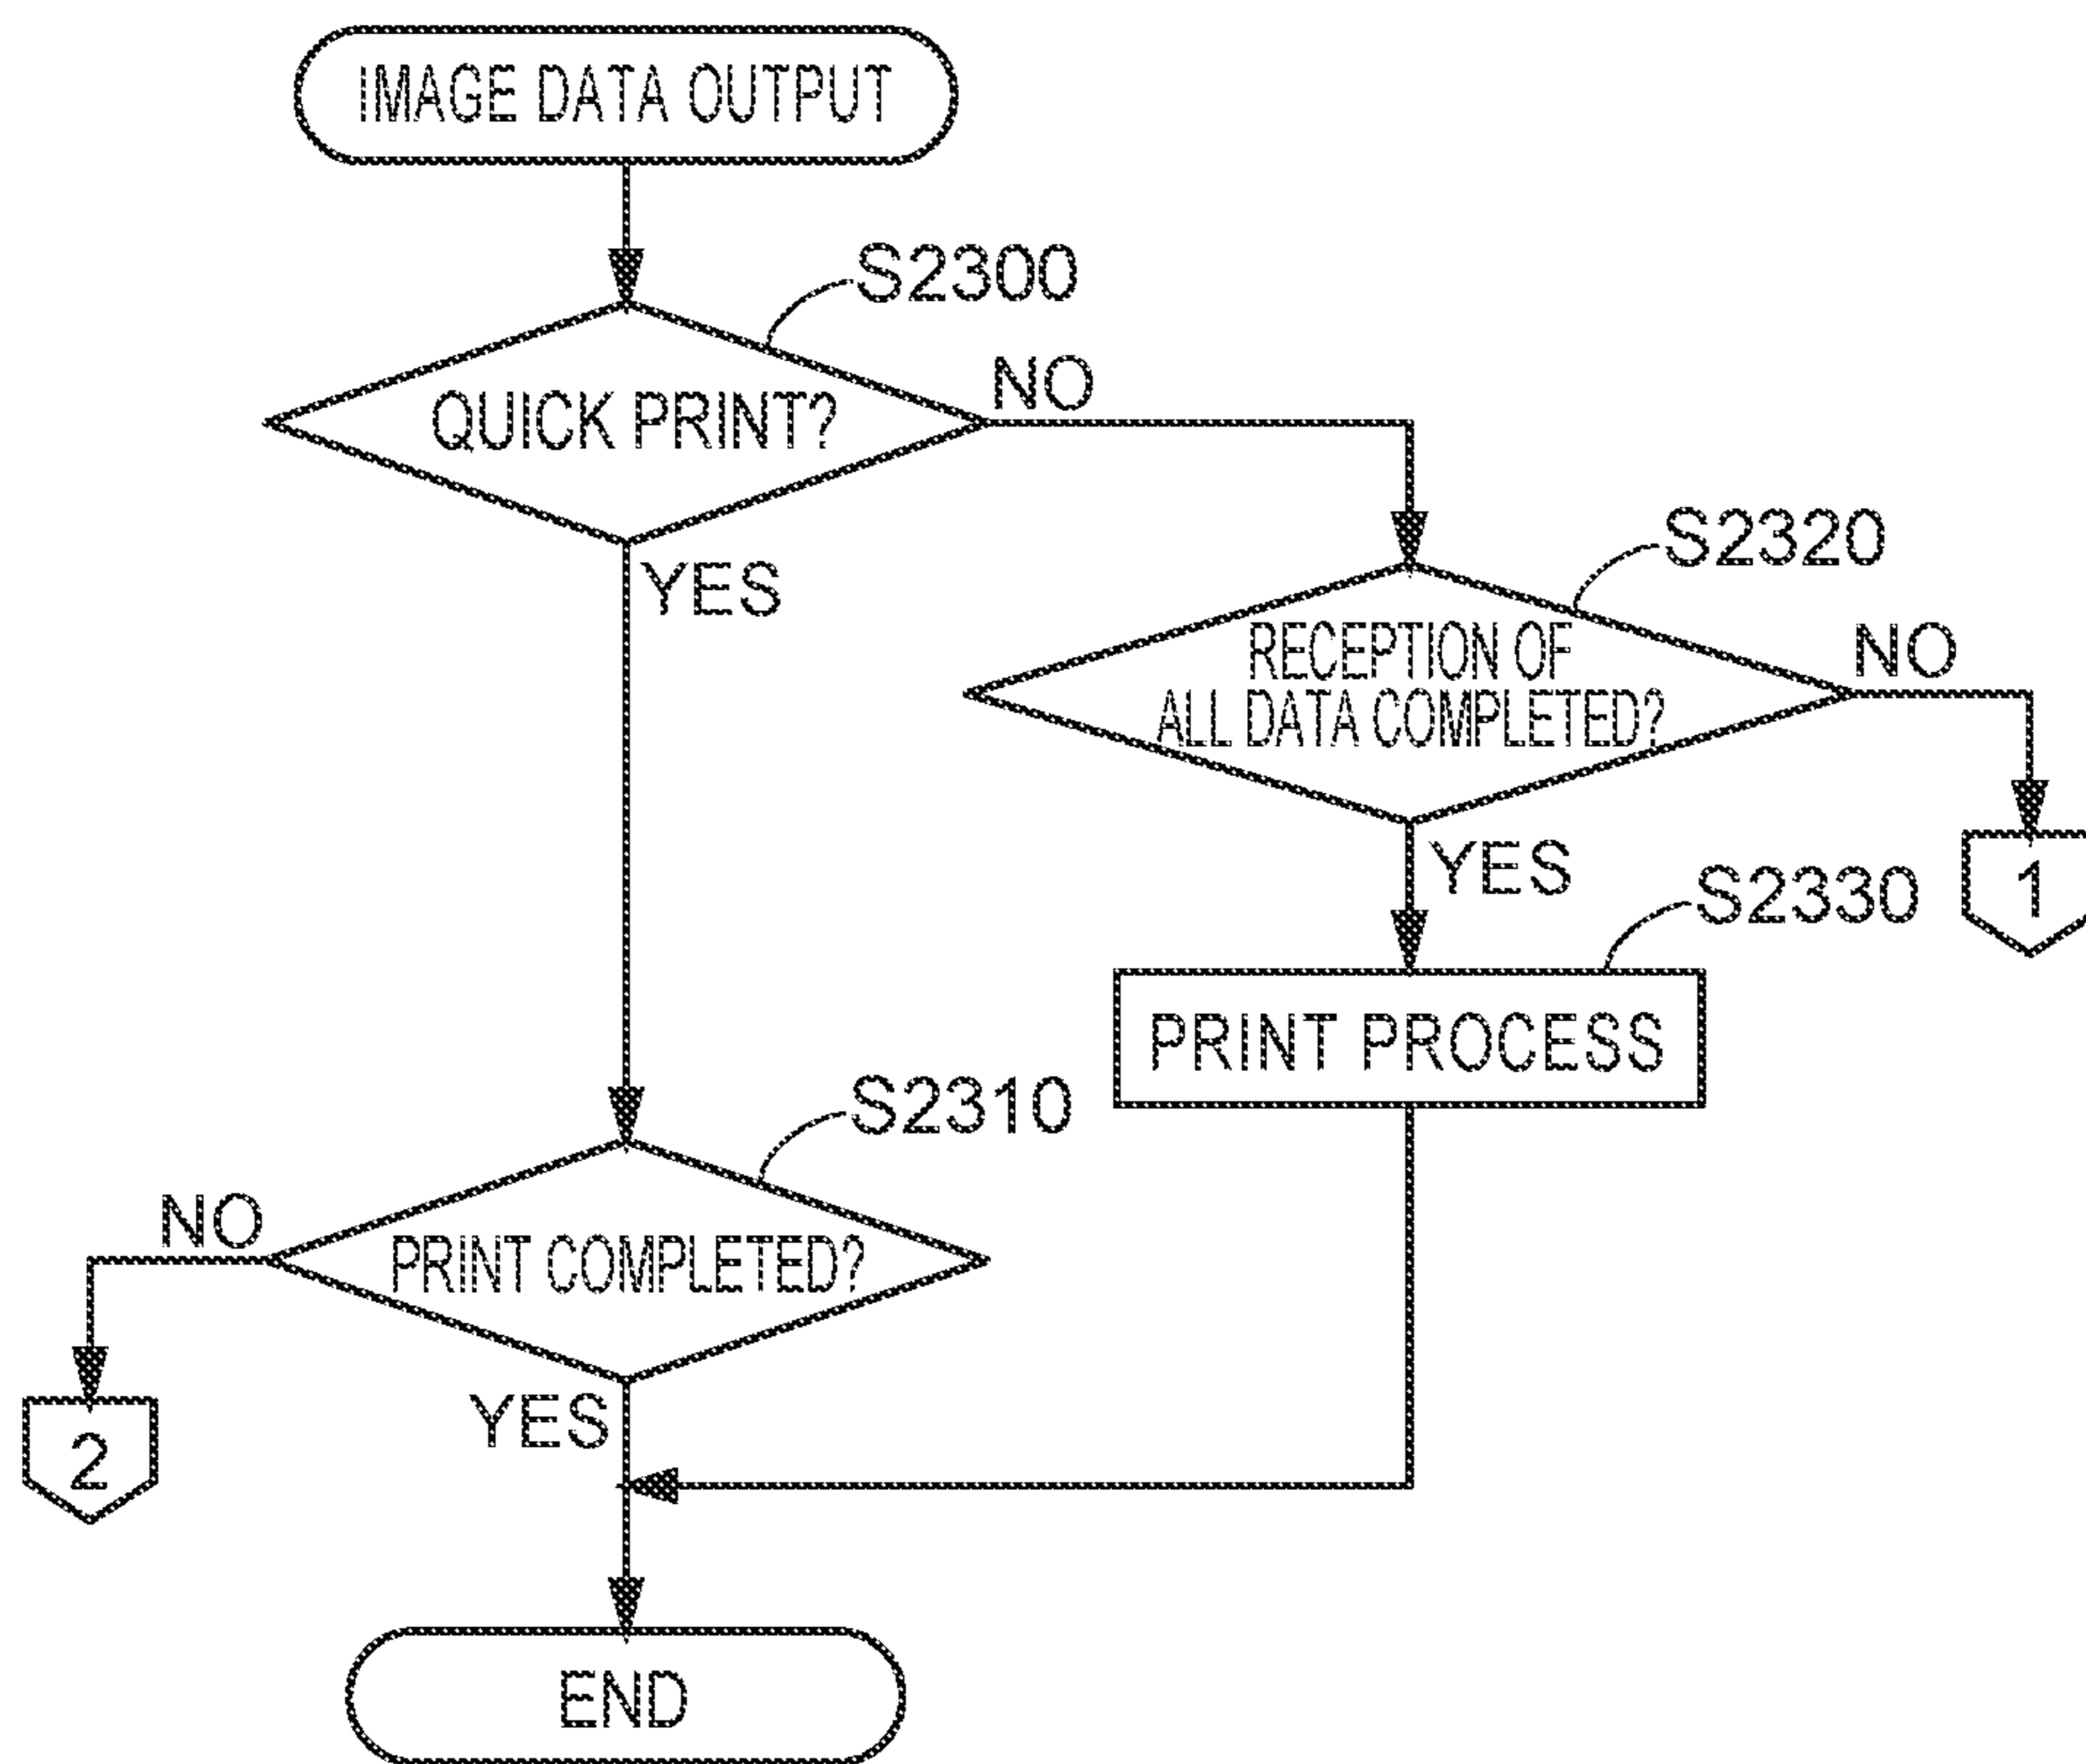 IMAGE DATA OUTPUT
S2300
QUICK PRINT?
NO
YES
S2320
RECEPTION OF
ALL DATA COMPLETED?
NO
1
YES
S2330
PRINT PROCESS
S2310
PRINT COMPLETED?
NO
2
YES
END